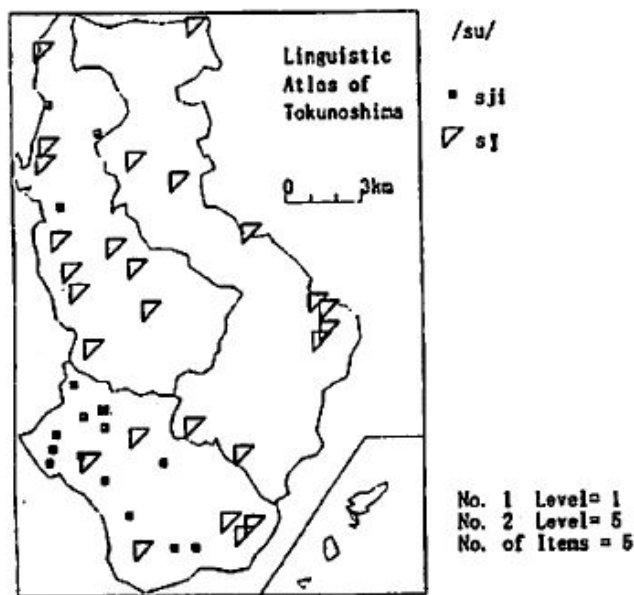 Linguistic
Atlas of
Tokunoshima
0 3km
/su/
sji
sï
No. 1 Level= 1
No. 2 Level= 5
No. of Items = 5